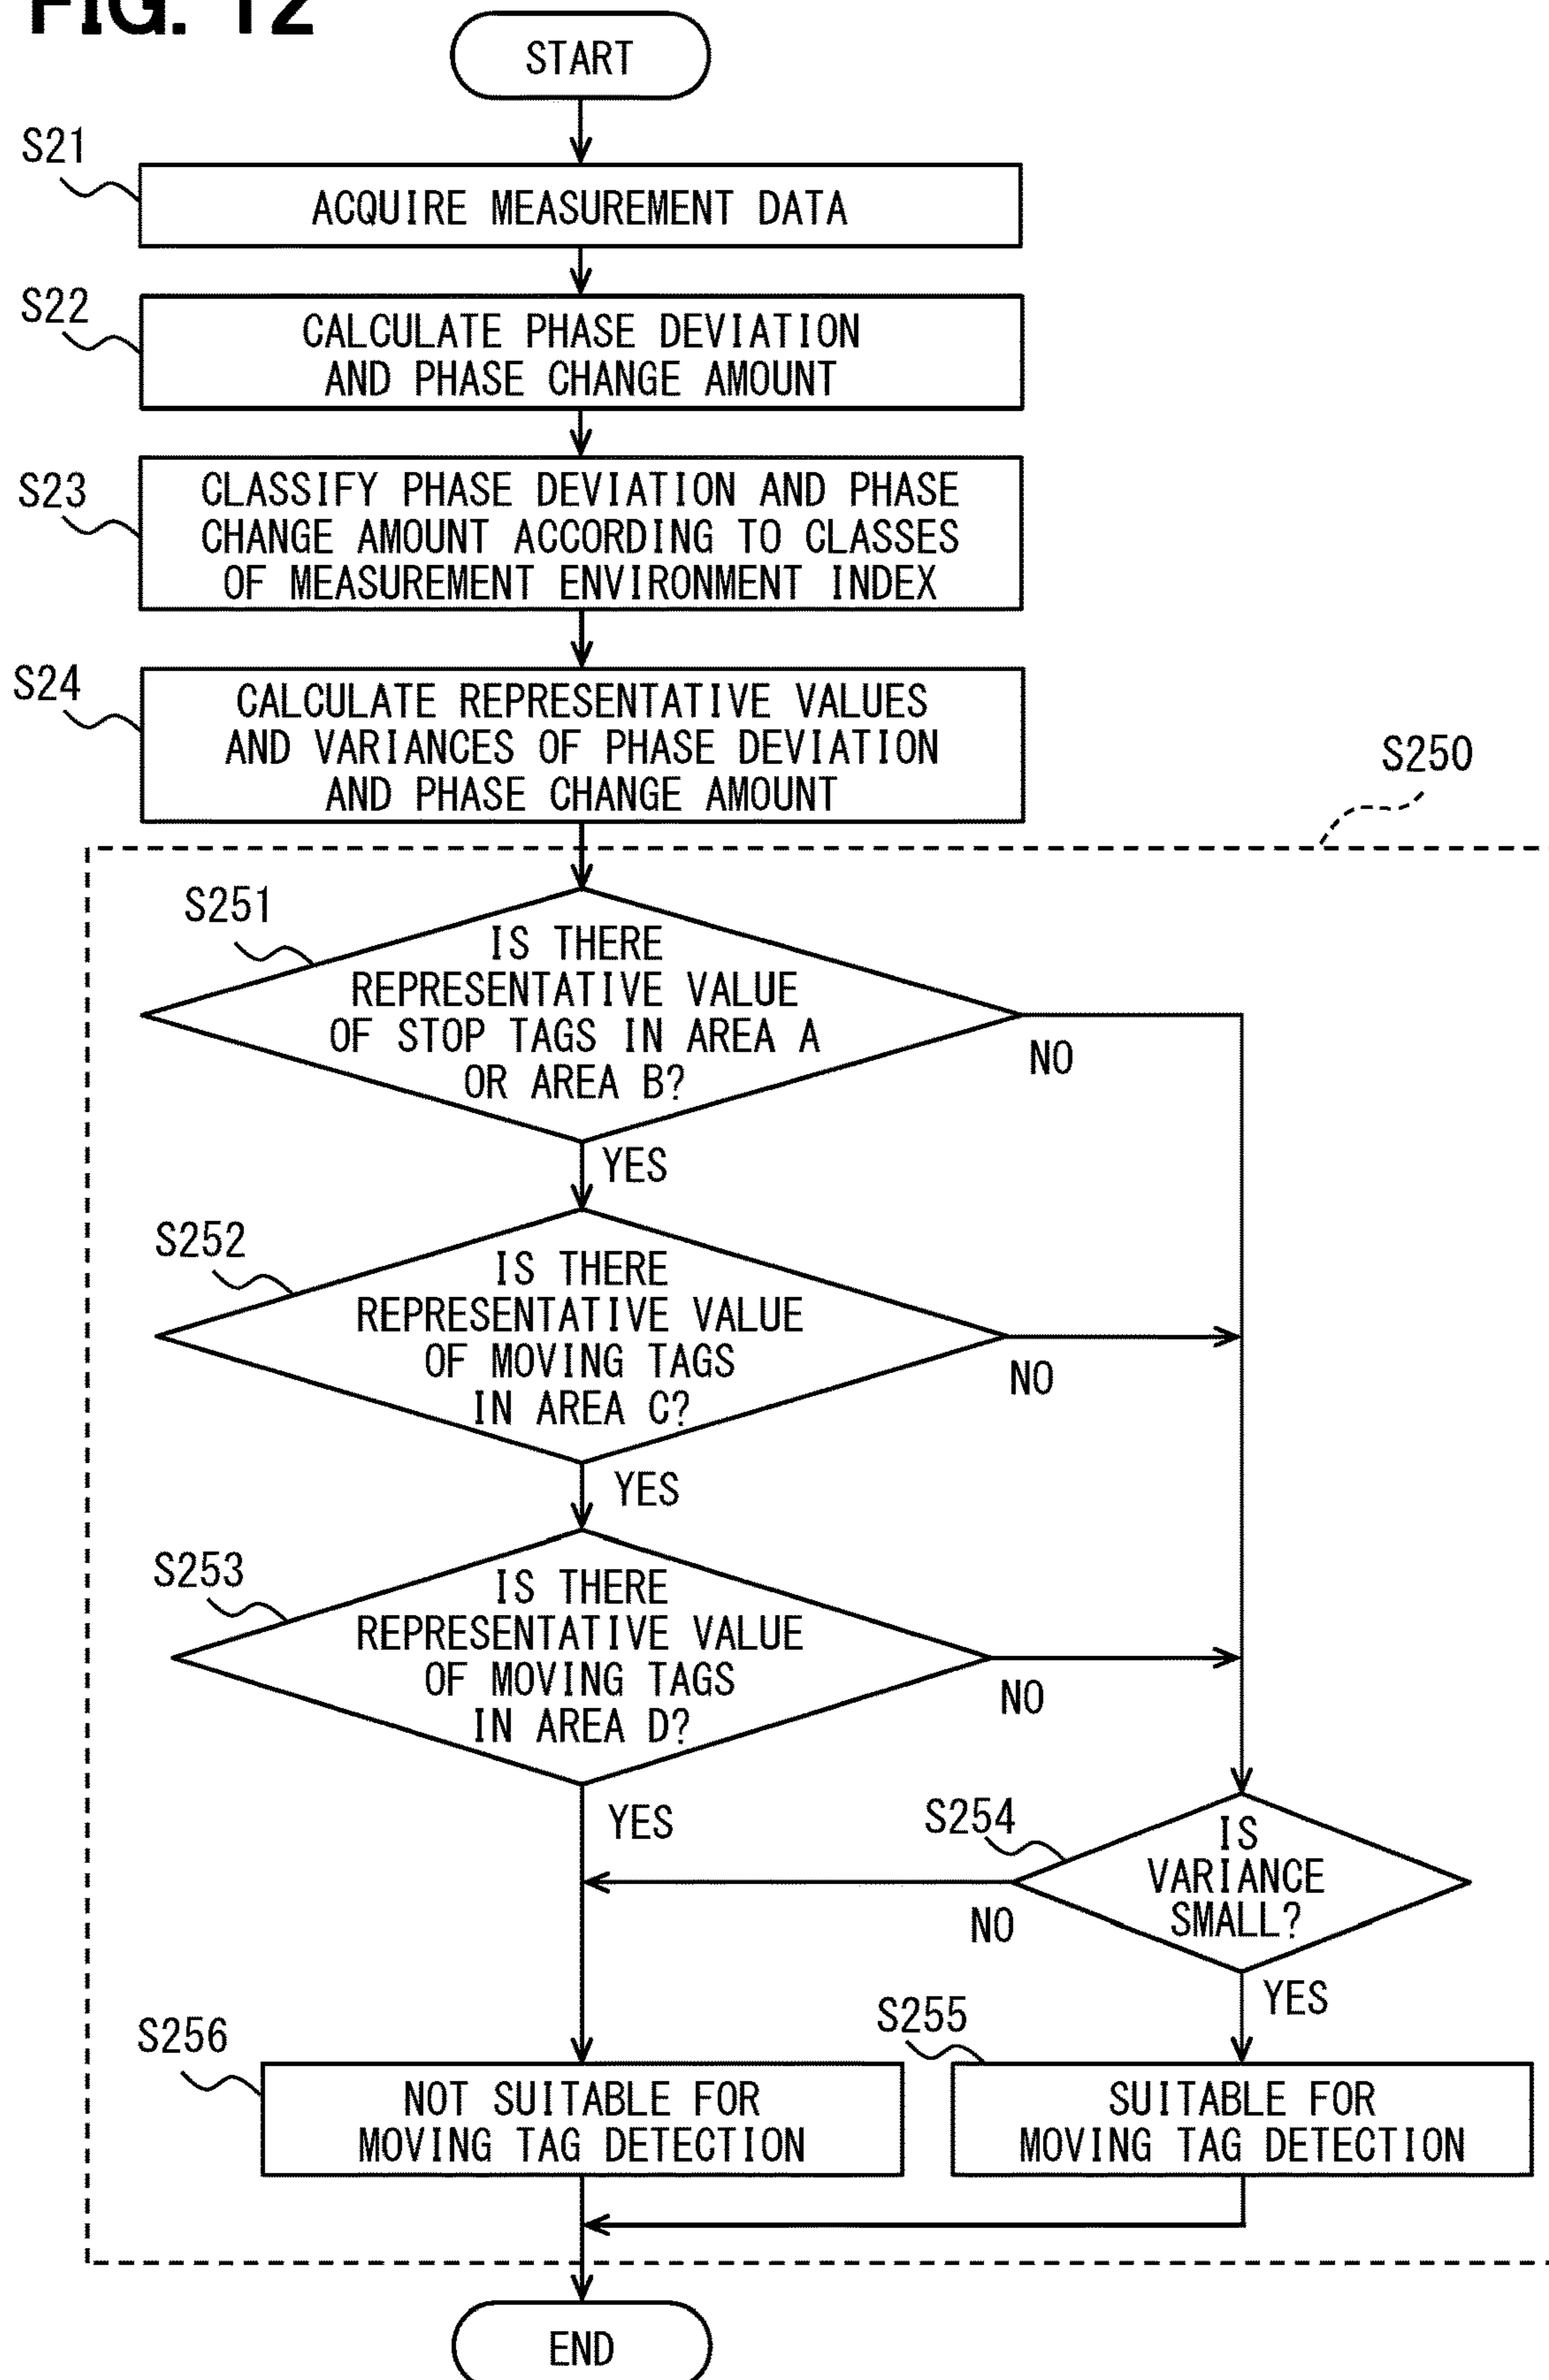 FIG. 12
START
S21
ACQUIRE MEASUREMENT DATA
S22
CALCULATE PHASE DEVIATION
AND PHASE CHANGE AMOUNT
S23
CLASSIFY PHASE DEVIATION AND PHASE
CHANGE AMOUNT ACCORDING TO CLASSES
OF MEASUREMENT ENVIRONMENT INDEX
S24
CALCULATE REPRESENTATIVE VALUES
AND VARIANCES OF PHASE DEVIATION
AND PHASE CHANGE AMOUNT
S250
S251
IS THERE
REPRESENTATIVE VALUE
OF STOP TAGS IN AREA A
OR AREA B?
NO
YES
S252
IS THERE
REPRESENTATIVE VALUE
OF MOVING TAGS
IN AREA C?
NO
YES
S253
IS THERE
REPRESENTATIVE VALUE
OF MOVING TAGS
IN AREA D?
NO
YES
S254
IS
VARIANCE
SMALL?
NO
YES
S256
NOT SUITABLE FOR
MOVING TAG DETECTION
S255
SUITABLE FOR
MOVING TAG DETECTION
END